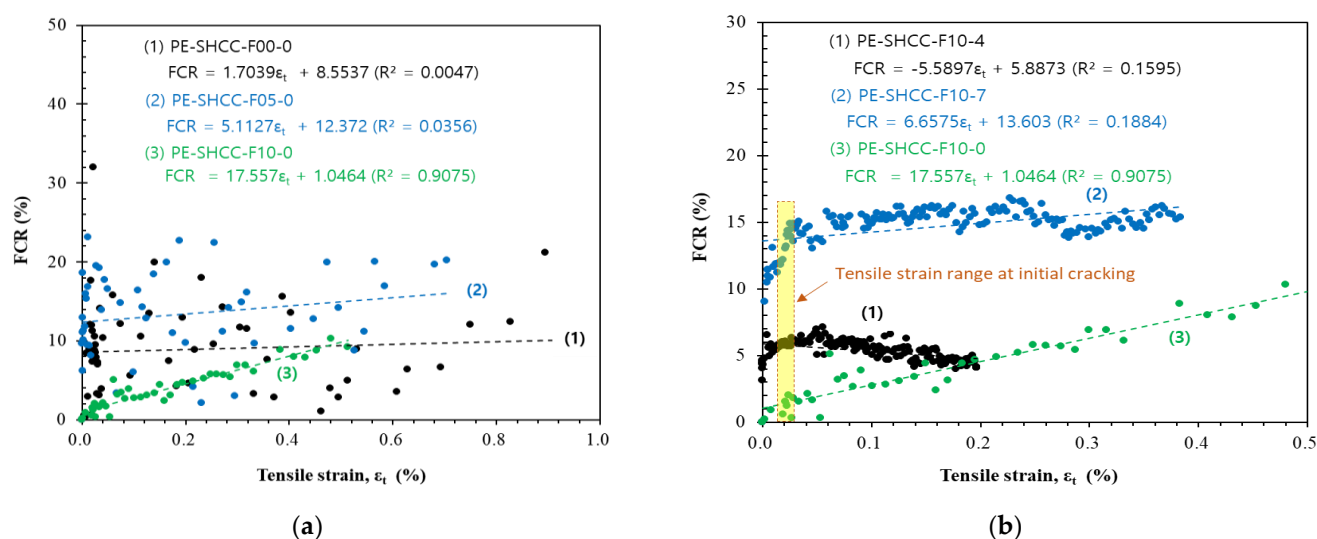 50
40
30
20
10
0
FCR (%)
(1) PE-SHCC-F00-0
FCR = 1.7039εt + 8.5537 (R² = 0.0047)
(2) PE-SHCC-F05-0
FCR = 5.1127εt + 12.372 (R² = 0.0356)
(3) PE-SHCC-F10-0
FCR = 17.557εt + 1.0464 (R² = 0.9075)
(2)
(1)
(3)
0.0 0.2 0.4 0.6 0.8 1.0
Tensile strain, εt (%)
(a)
30
25
20
15
10
5
0
FCR (%)
(1) PE-SHCC-F10-4
FCR = -5.5897εt + 5.8873 (R² = 0.1595)
(2) PE-SHCC-F10-7
FCR = 6.6575εt + 13.603 (R² = 0.1884)
(3) PE-SHCC-F10-0
FCR = 17.557εt + 1.0464 (R² = 0.9075)
(2)
Tensile strain range at initial cracking
(1)
(3)
0.0 0.1 0.2 0.3 0.4 0.5
Tensile strain, εt (%)
(b)